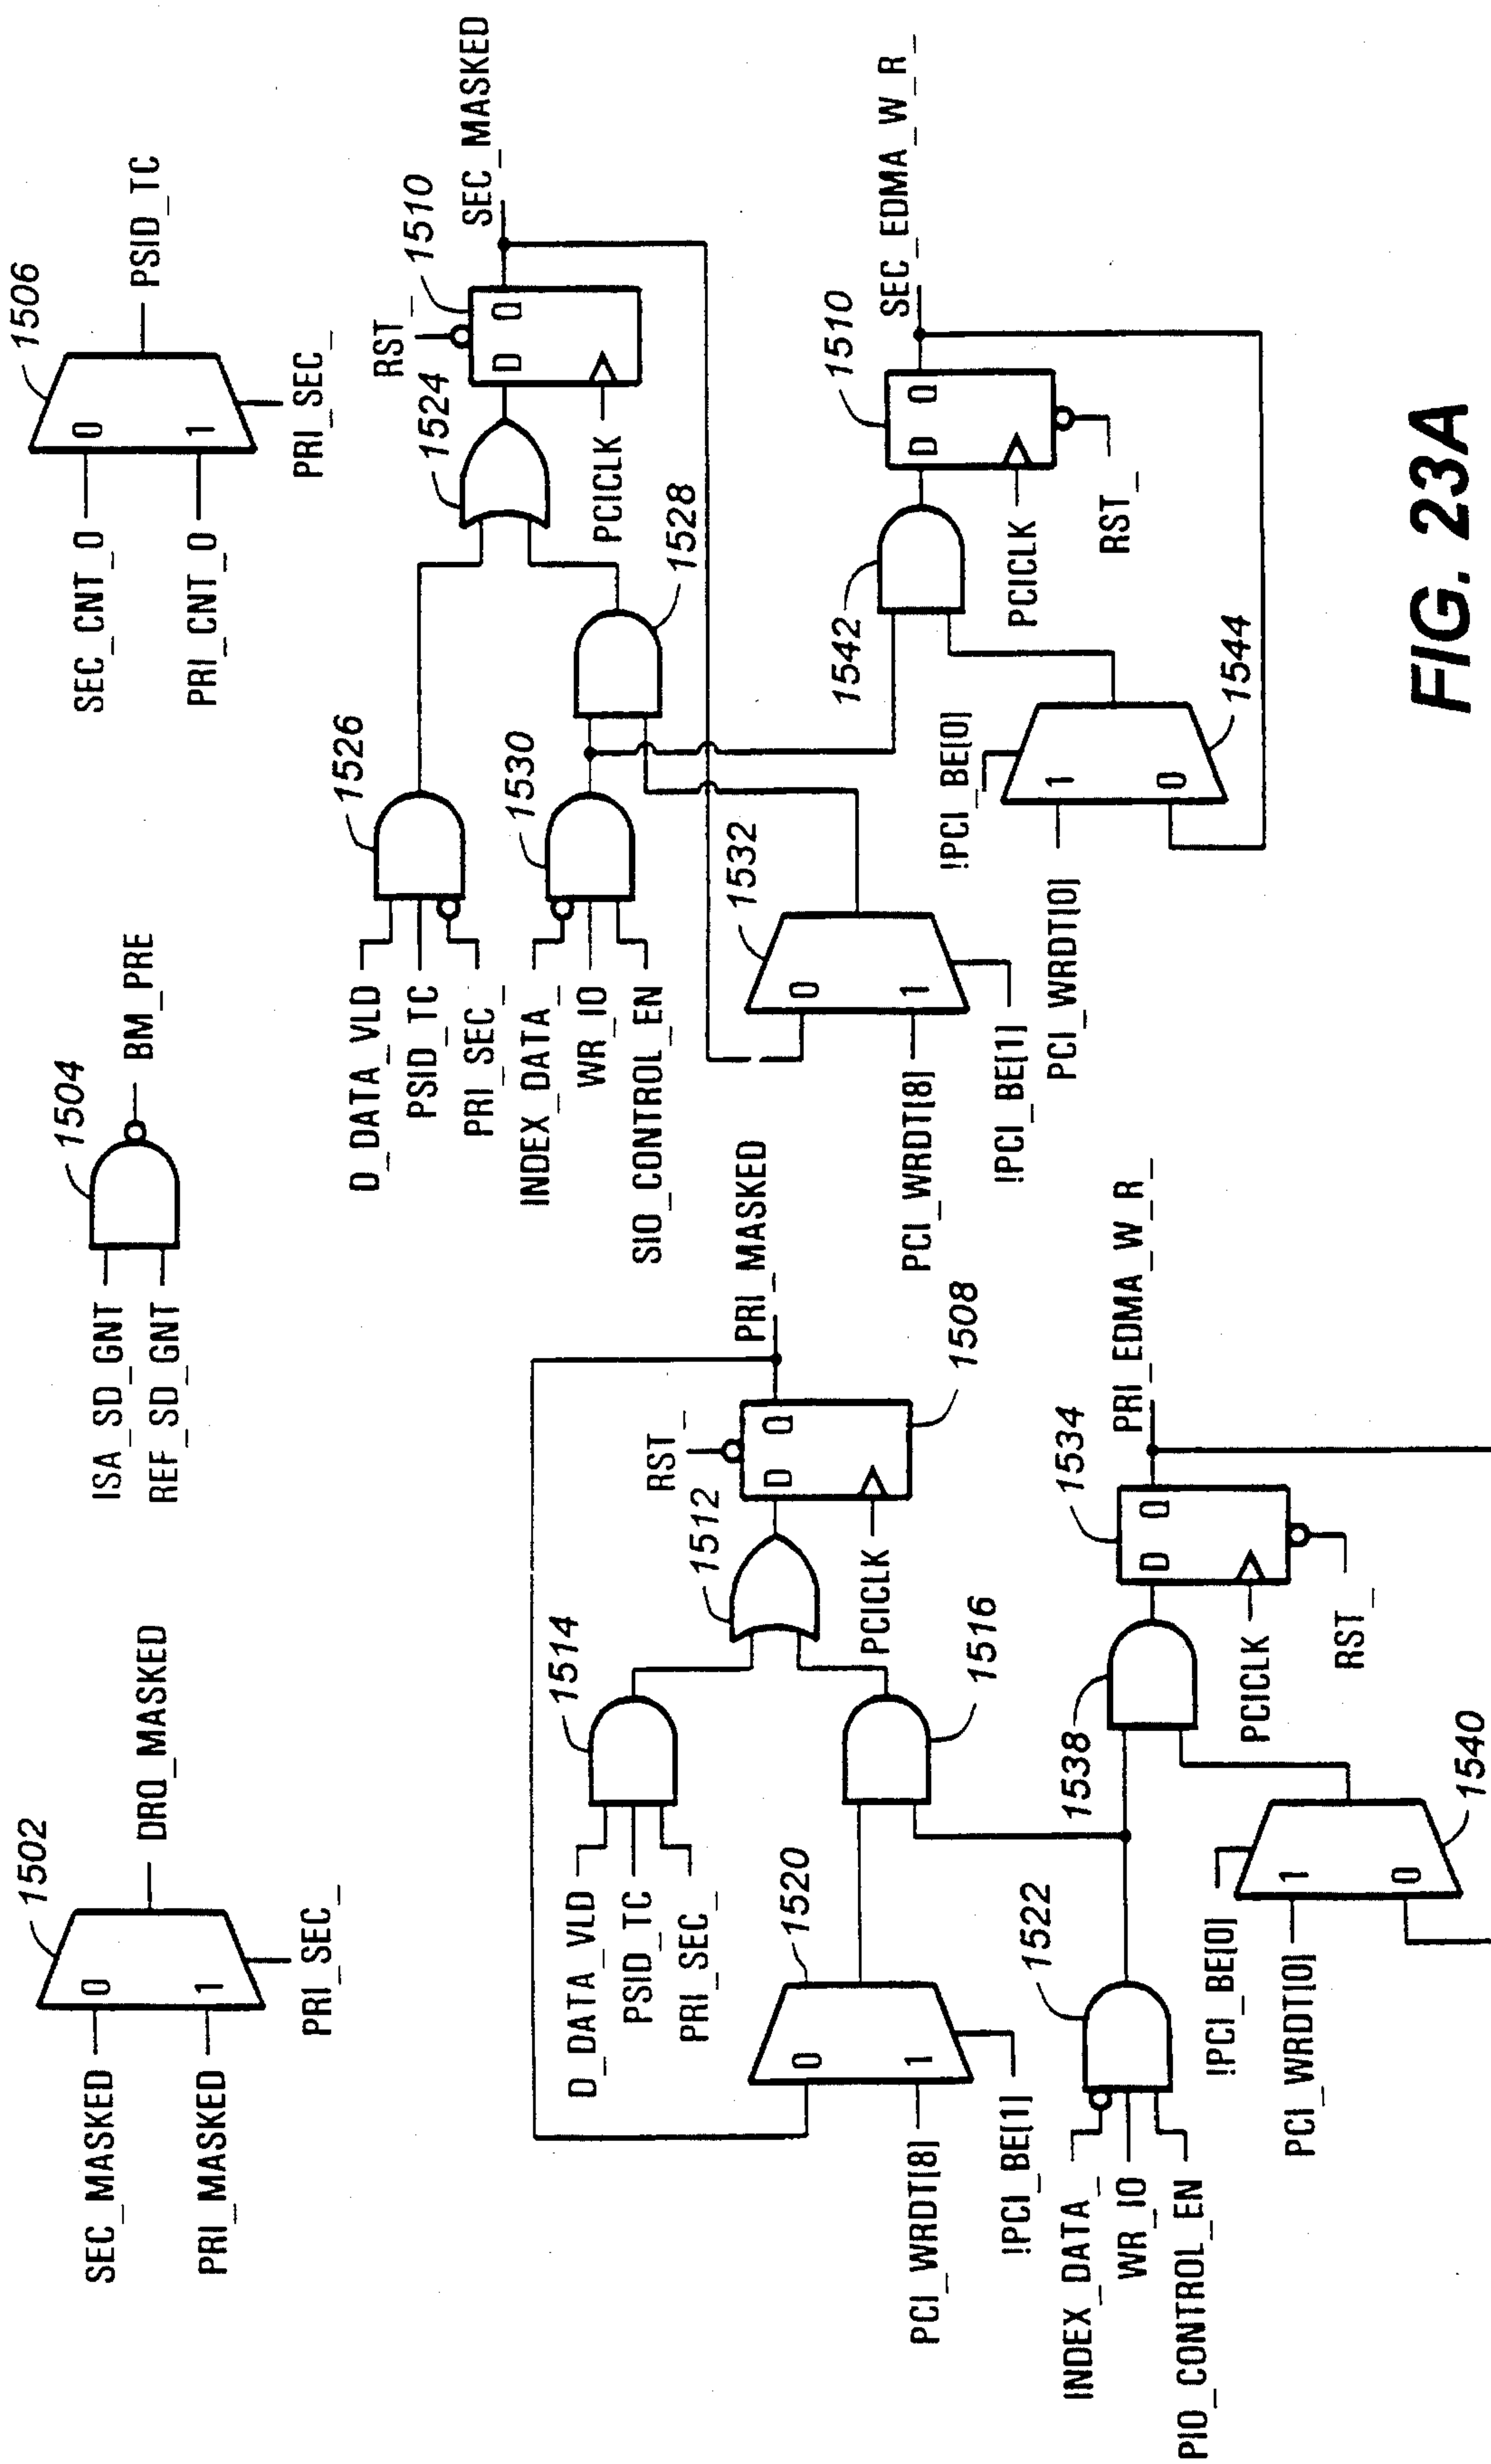 1502
SEC_MASKED
0
DRQ_MASKED
PRI_MASKED
1
PRI_SEC_
1504
ISA_SD_GNT
REF_SD_GNT
BM_PRE
1506
SEC_CNT_0
0
PSID_TC
PRI_CNT_0
1
PRI_SEC_
D_DATA_VLD
PSID_TC
PRI_SEC_
1514
1512
RST_
D Q
PRI_MASKED
1508
PCICLK
1516
1520
0
1
PCI_WRDT[8]
!PCI_BE[1]
INDEX_DATA_
WR_IO
PIO_CONTROL_EN
1522
1538
1534
D Q
PRI_EDMA_W_R_
PCICLK
RST_
!PCI_BE[0]
PCI_WRDT[0]
1
0
1540
D_DATA_VLD
PSID_TC
PRI_SEC_
1526
INDEX_DATA_
WR_IO
SIO_CONTROL_EN
1530
1528
1524
RST_
D Q
1510
SEC_MASKED
PCICLK
1532
0
1
PCI_WRDT[8]
!PCI_BE[1]
1542
D Q
1510
SEC_EDMA_W_R_
PCICLK
RST_
!PCI_BE[0]
PCI_WRDT[0]
1
0
1544
FIG. 23A